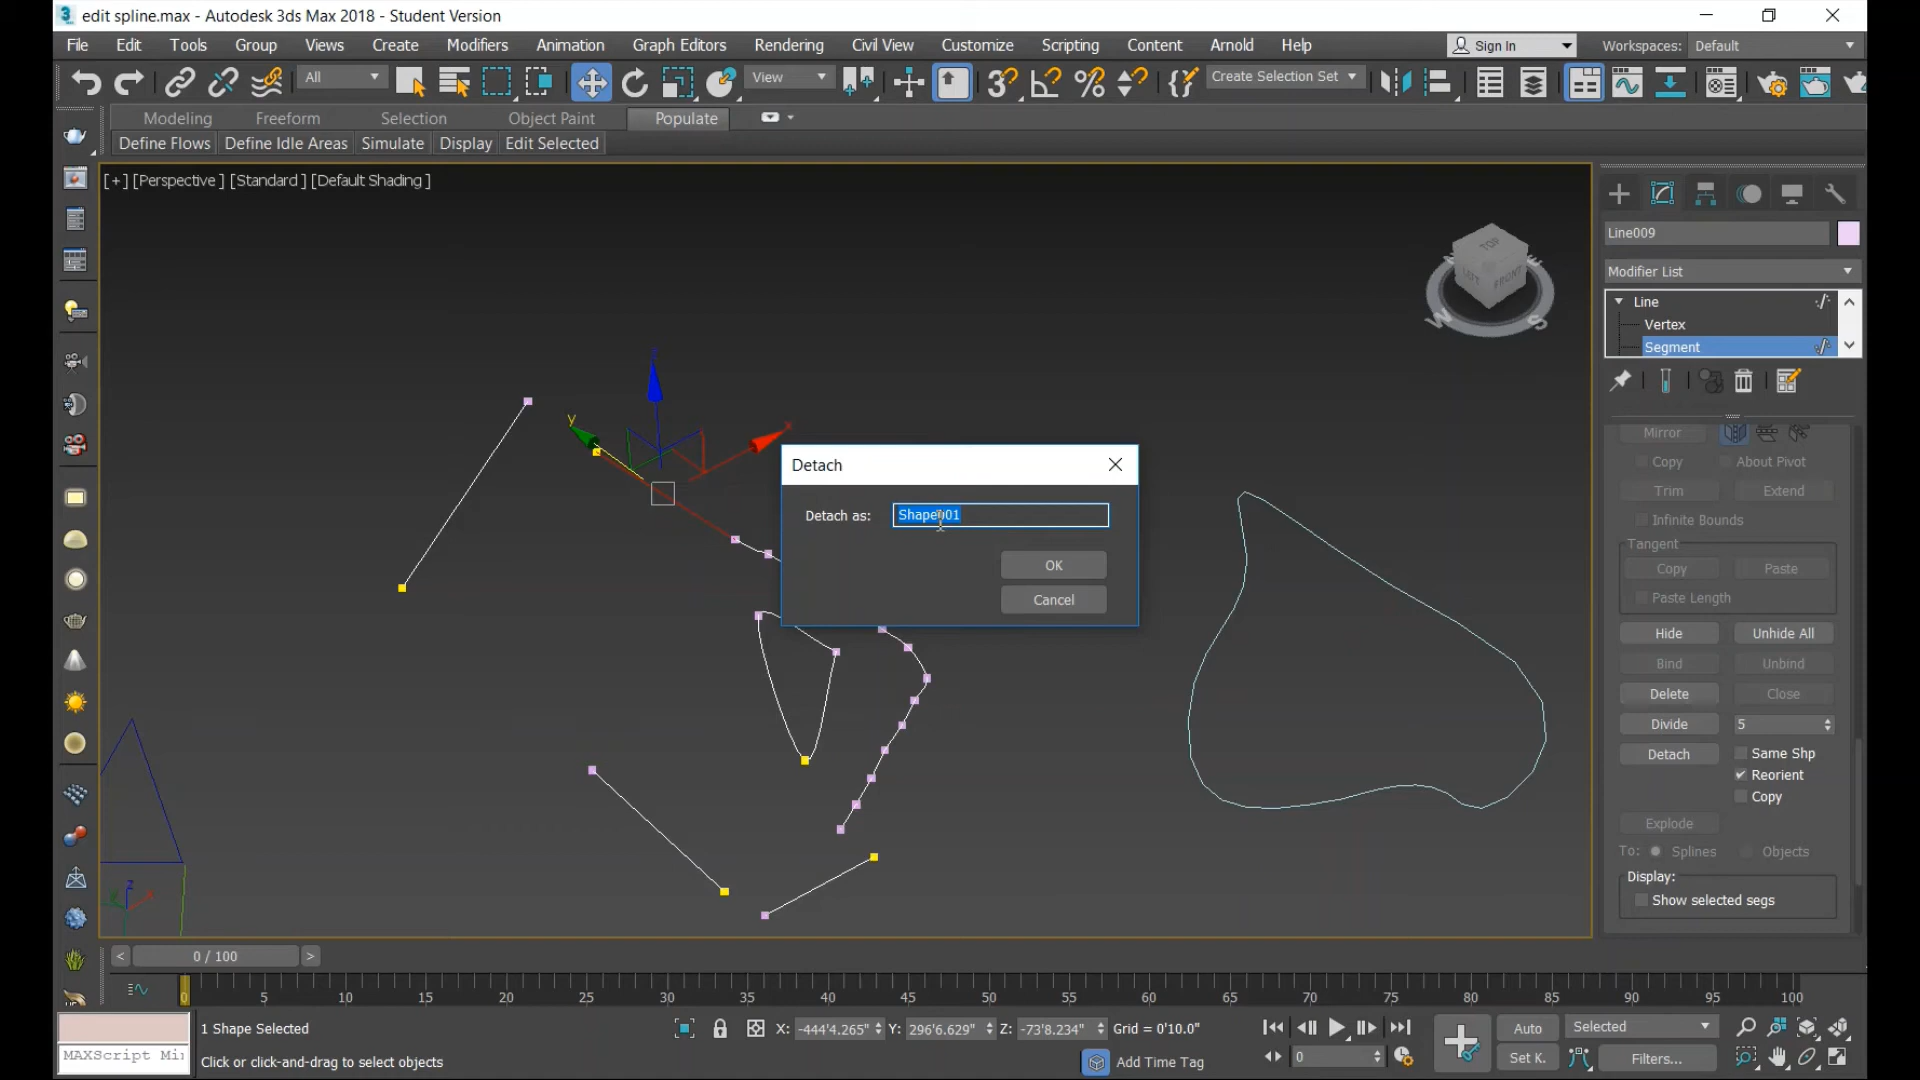 edit spline.max - Autodesk 3ds Max 2018 - Student Version
File Edit Tools Group Views Create Modifiers Animation Graph Editors Rendering Civil View Customize Scripting Content Arnold Help Sign In Workspaces: Default
All View Create Selection Set
Modeling Freeform Selection Object Paint Populate
Define Flows Define Idle Areas Simulate Display Edit Selected
[+] [Perspective ] [Standard ] [Default Shading ]
Line009
TOP
LEFT FRONT
W S
Modifier List
Line
Vertex
Segment
z
y
x
Detach
Detach as: Shape001
OK
Cancel
Mirror
Copy About Pivot
Trim Extend
Infinite Bounds
Tangent
Copy Paste
Paste Length
Hide Unhide All
Bind Unbind
Delete Close
Divide 5
Detach Same Shp
Reorient
Copy
Explode
To: Splines Objects
Display:
Show selected segs
z
y x
< 0 / 100 >
0 5 10 15 20 25 30 35 40 45 50 55 60 65 70 75 80 85 90 95 100
1 Shape Selected X: -444'4.265" Y: 296'6.629" Z: -73'8.234" Grid = 0'10.0" Auto Selected
MAXScript Mi: Click or click-and-drag to select objects Add Time Tag 0 Set K. Filters...